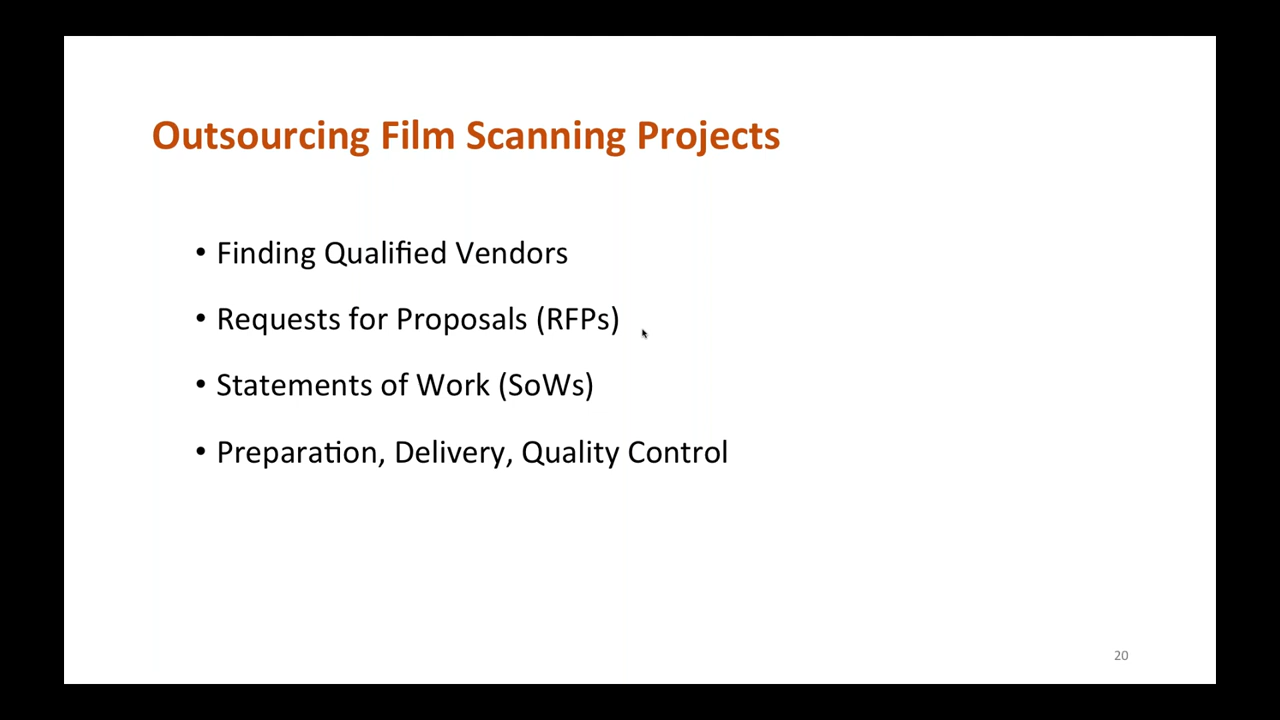 Outsourcing Film Scanning Projects
• Finding Qualified Vendors
• Requests for Proposals (RFPs)
• Statements of Work (SoWs)
• Preparation, Delivery, Quality Control
20